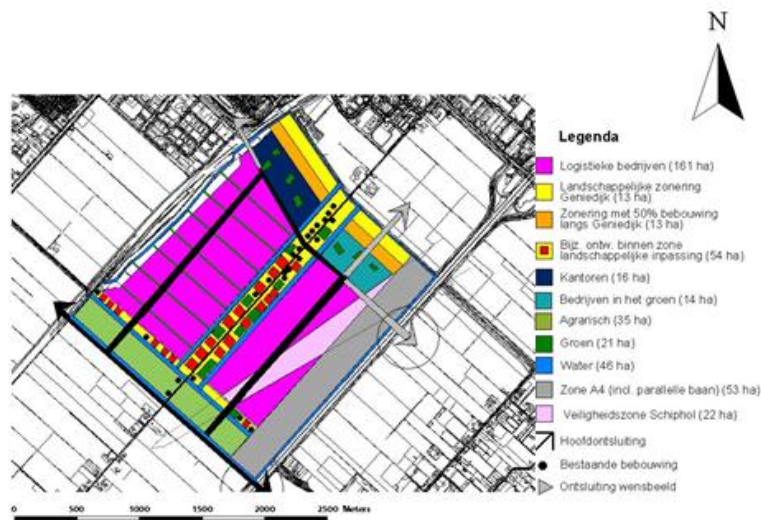 N
Legenda
Logistieke bedrijven (161 ha)
Landschappelijke zonering
Geniedijk (13 ha)
Zonering met 50% bebouwing
langs Geniedijk (13 ha)
Bijz. ontw. binnen zone
landschappelijke inpassing (54 ha)
Kantoren (16 ha)
Bedrijven in het groen (14 ha)
Agrarisch (35 ha)
Groen (21 ha)
Water (46 ha)
Zone A4 (incl. parallelle baan) (53 ha)
Veiligheidszone Schiphol (22 ha)
Hoofdontsluiting
Bestaande bebouwing
Ontsluiting wensbeeld
0 500 1000 1500 2000 2500 Meters